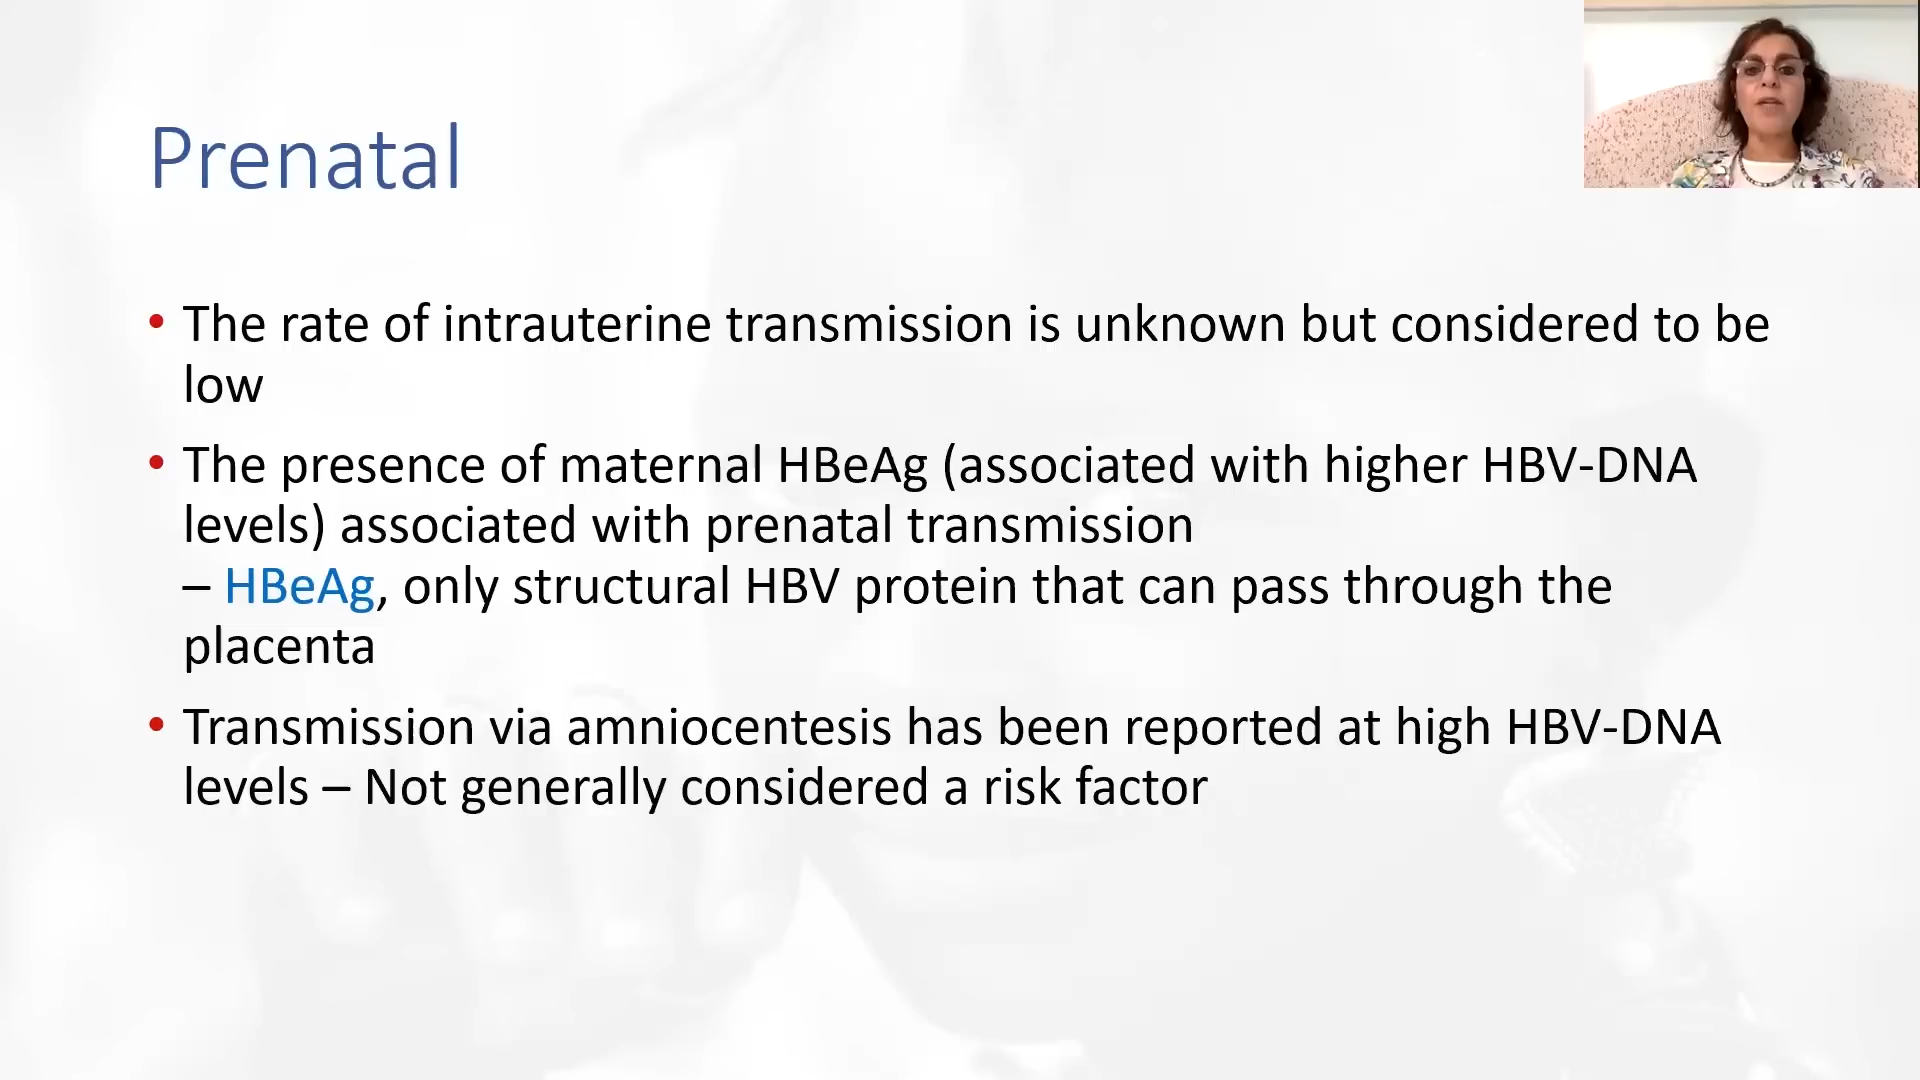 Prenatal
• The rate of intrauterine transmission is unknown but considered to be
low
• The presence of maternal HBeAg (associated with higher HBV-DNA
levels) associated with prenatal transmission
– HBeAg, only structural HBV protein that can pass through the
placenta
• Transmission via amniocentesis has been reported at high HBV-DNA
levels – Not generally considered a risk factor